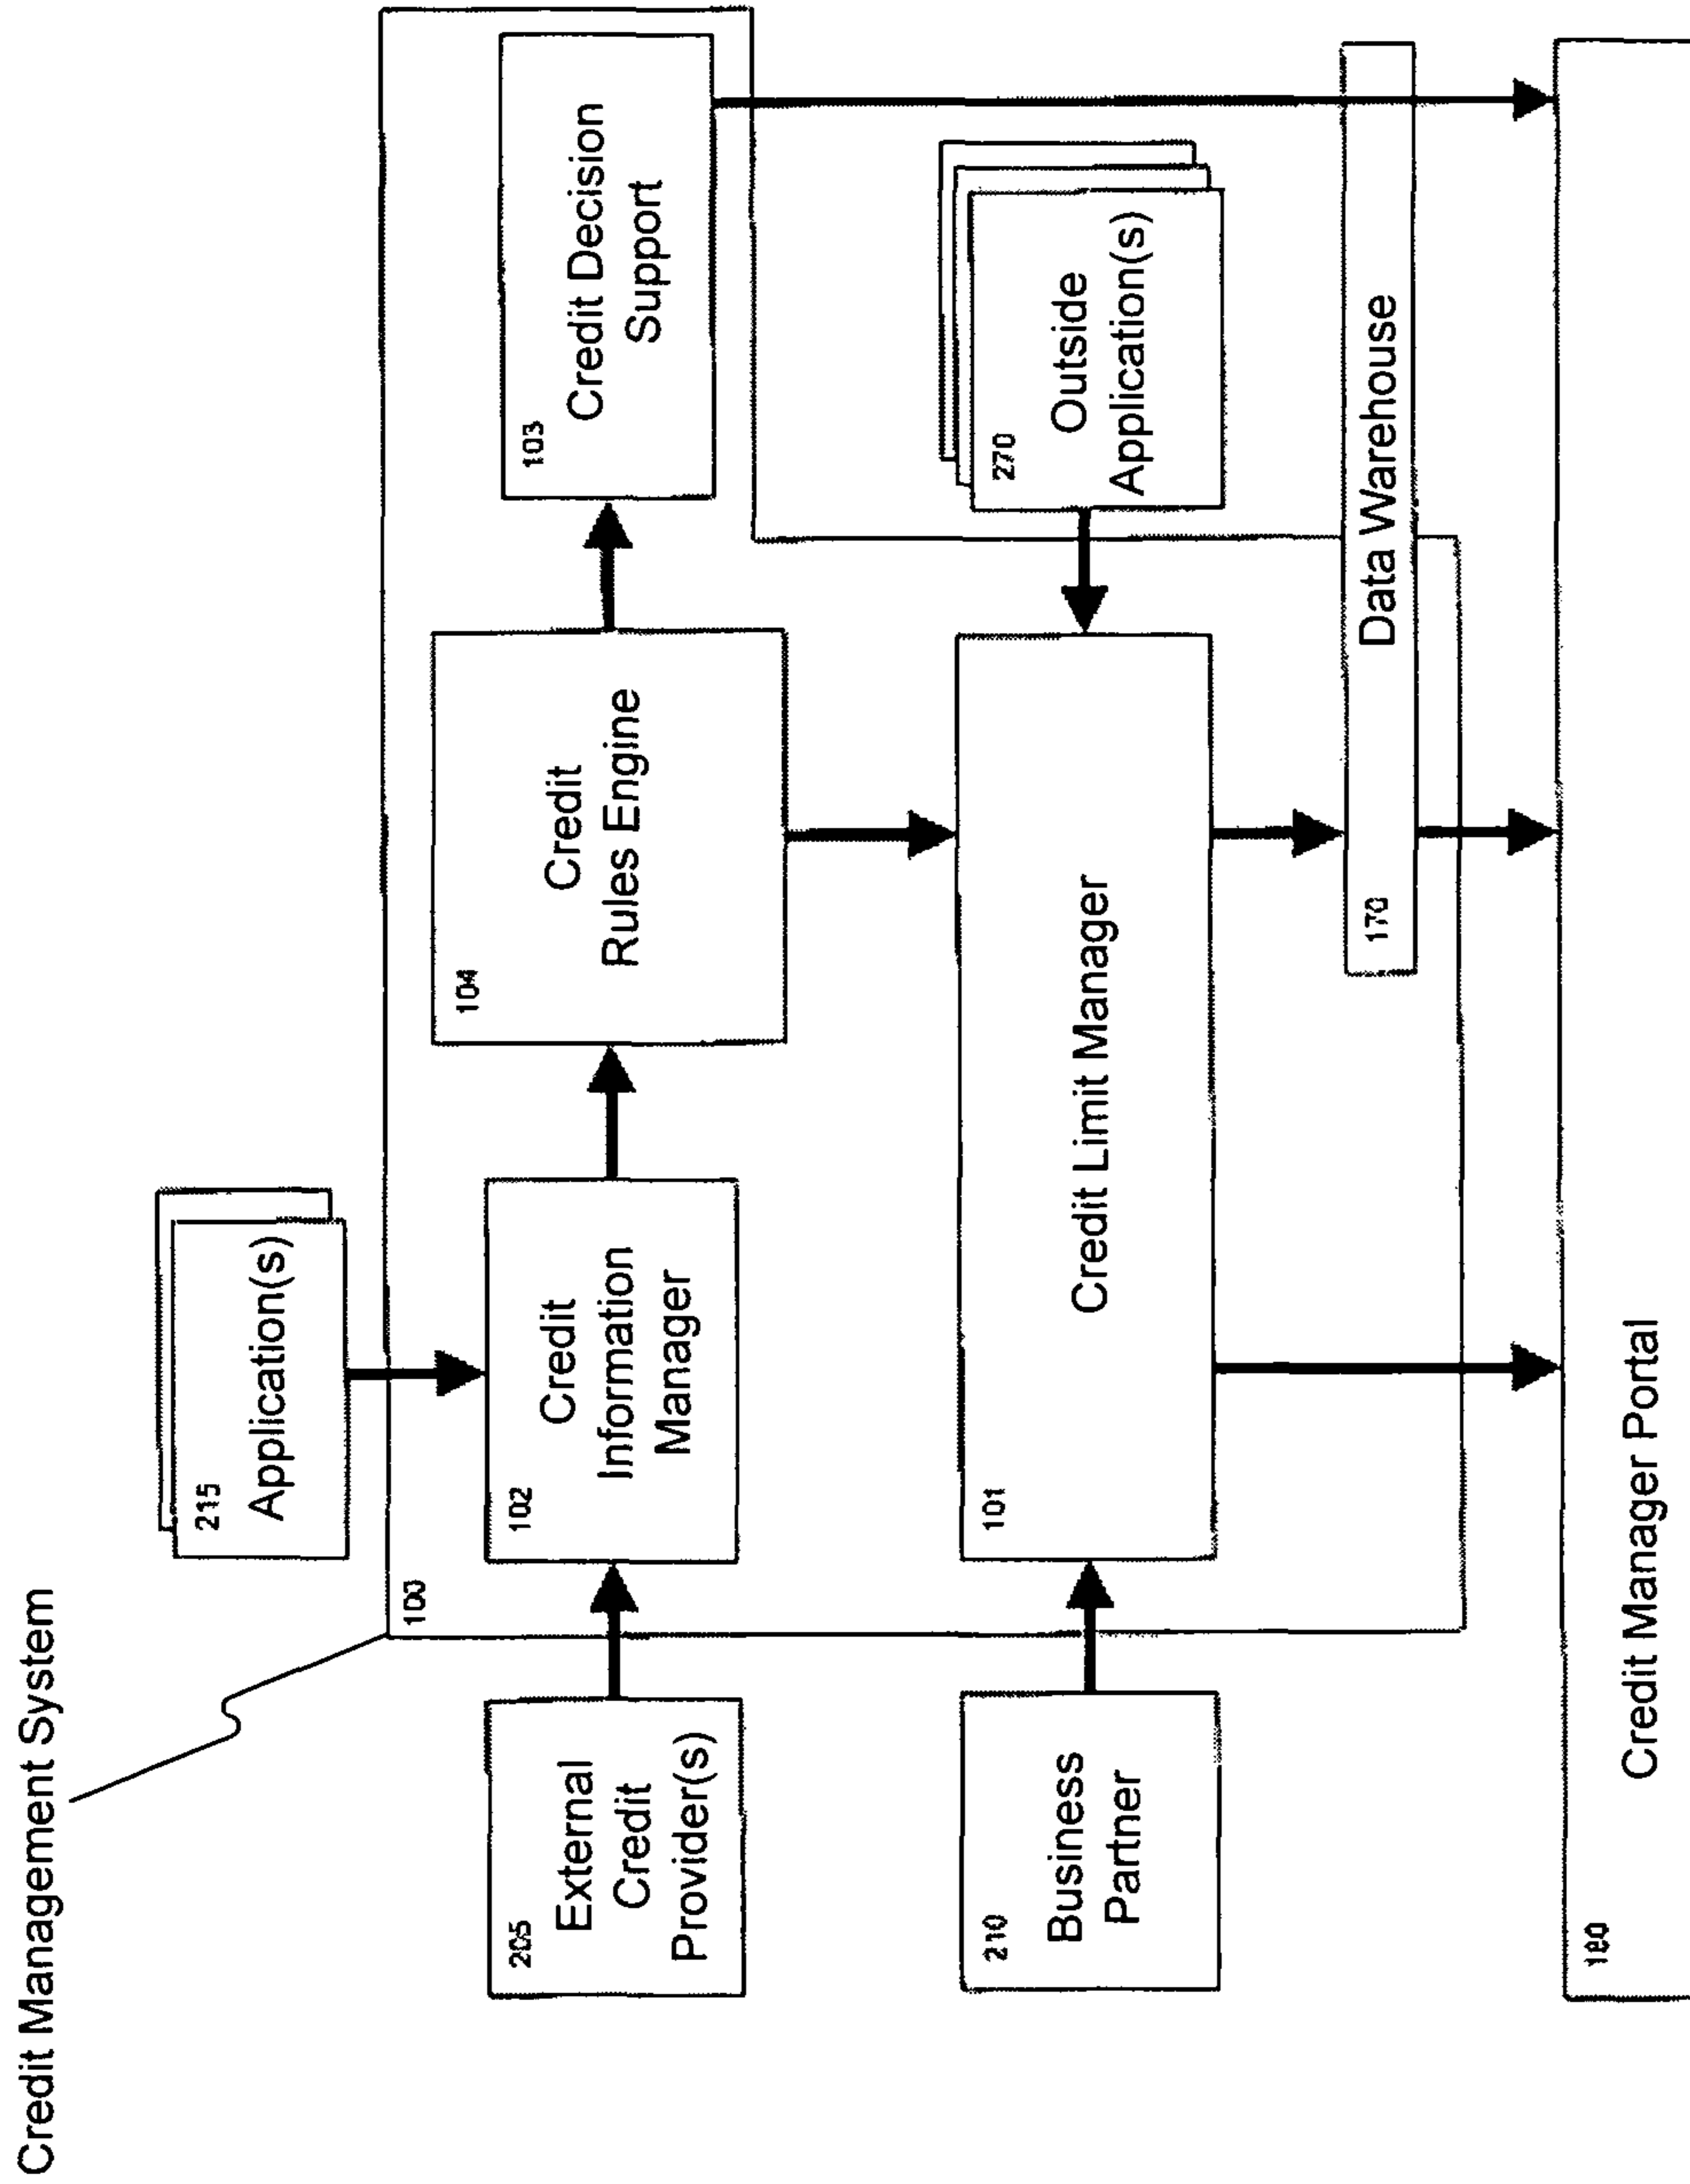 Credit Management System
215
Application(s)
100
205
External
Credit
Provider(s)
102
Credit
Information
Manager
104
Credit
Rules Engine
103
Credit Decision
Support
210
Business
Partner
101
Credit Limit Manager
270
Outside
Application(s)
170
Data Warehouse
180
Credit Manager Portal